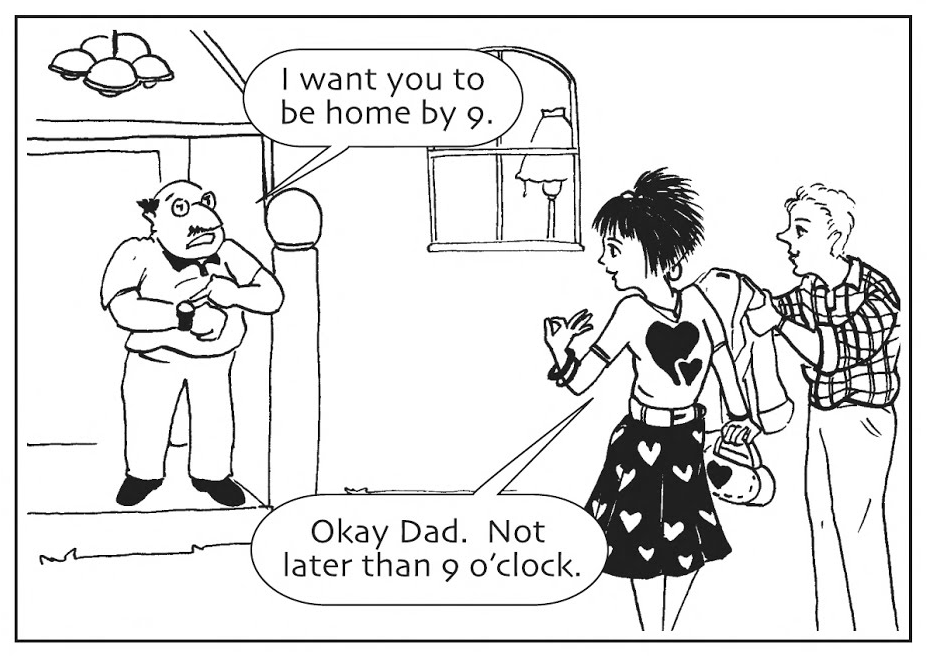 I want you to
be home by 9.
Okay Dad. Not
later than 9 o'clock.